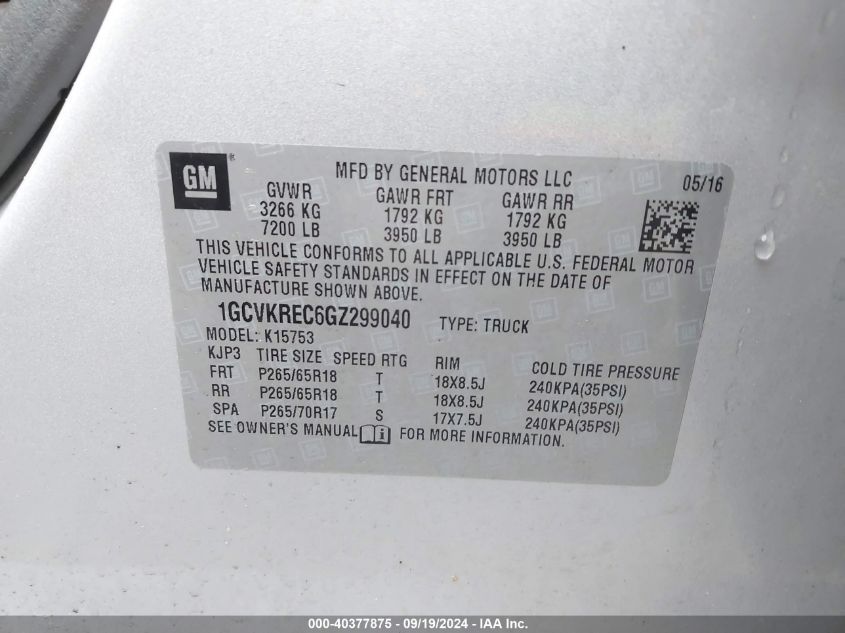 GM ®
MFD BY GENERAL MOTORS LLC 05/16
GVWR GAWR FRT GAWR RR
3266 KG 1792 KG 1792 KG
7200 LB 3950 LB 3950 LB
THIS VEHICLE CONFORMS TO ALL APPLICABLE U.S. FEDERAL MOTOR
VEHICLE SAFETY STANDARDS IN EFFECT ON THE DATE OF
MANUFACTURE SHOWN ABOVE.
1GCVKREC6GZ299040 TYPE: TRUCK
MODEL: K15753
KJP3 TIRE SIZE SPEED RTG RIM COLD TIRE PRESSURE
FRT P265/65R18 T 18X8.5J 240KPA(35PSI)
RR P265/65R18 T 18X8.5J 240KPA(35PSI)
SPA P265/70R17 S 17X7.5J 240KPA(35PSI)
SEE OWNER'S MANUAL i FOR MORE INFORMATION.
000-40377875 - 09/19/2024 - IAA Inc.